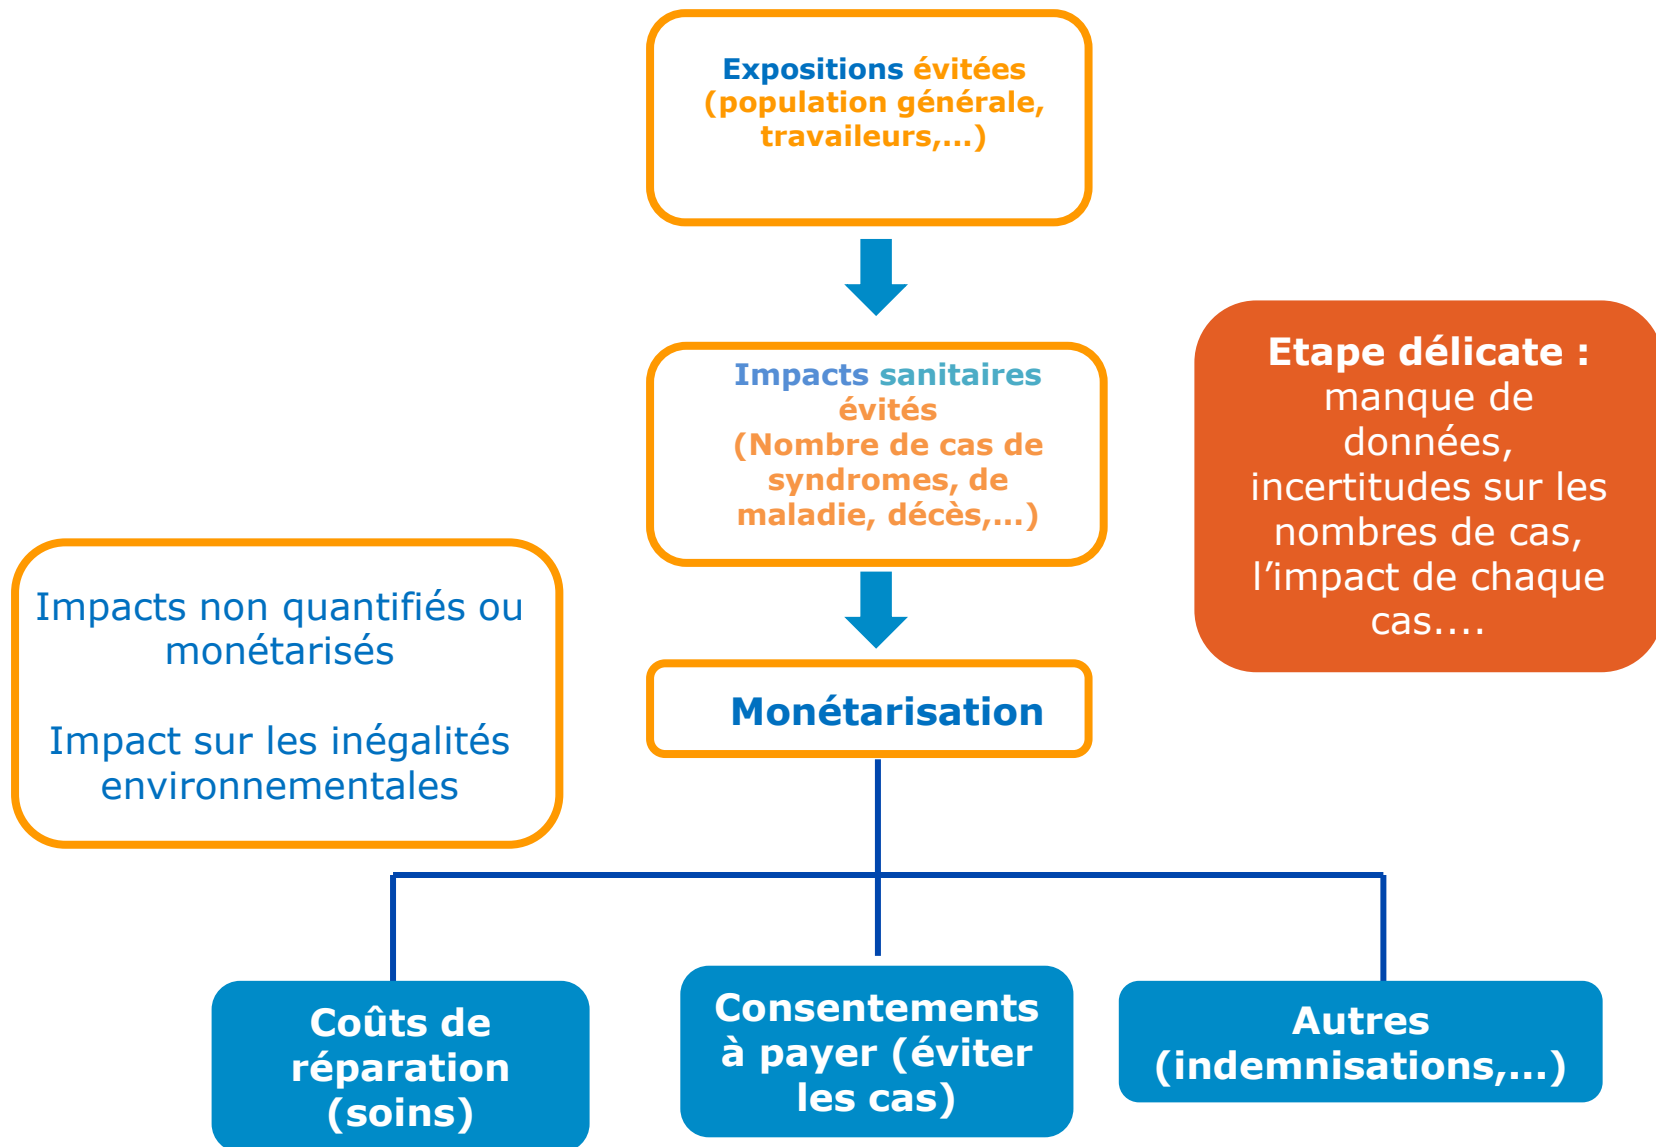 Expositions évitées
(population générale,
travaileurs,...)
Impacts sanitaires
évités
(Nombre de cas de
syndromes, de
maladie, décès,...)
Etape délicate :
manque de
données,
incertitudes sur les
nombres de cas,
l’impact de chaque
cas....
Impacts non quantifiés ou
monétarisés
Impact sur les inégalités
environnementales
Monétarisation
Coûts de
réparation
(soins)
Consentements
à payer (éviter
les cas)
Autres
(indemnisations,...)